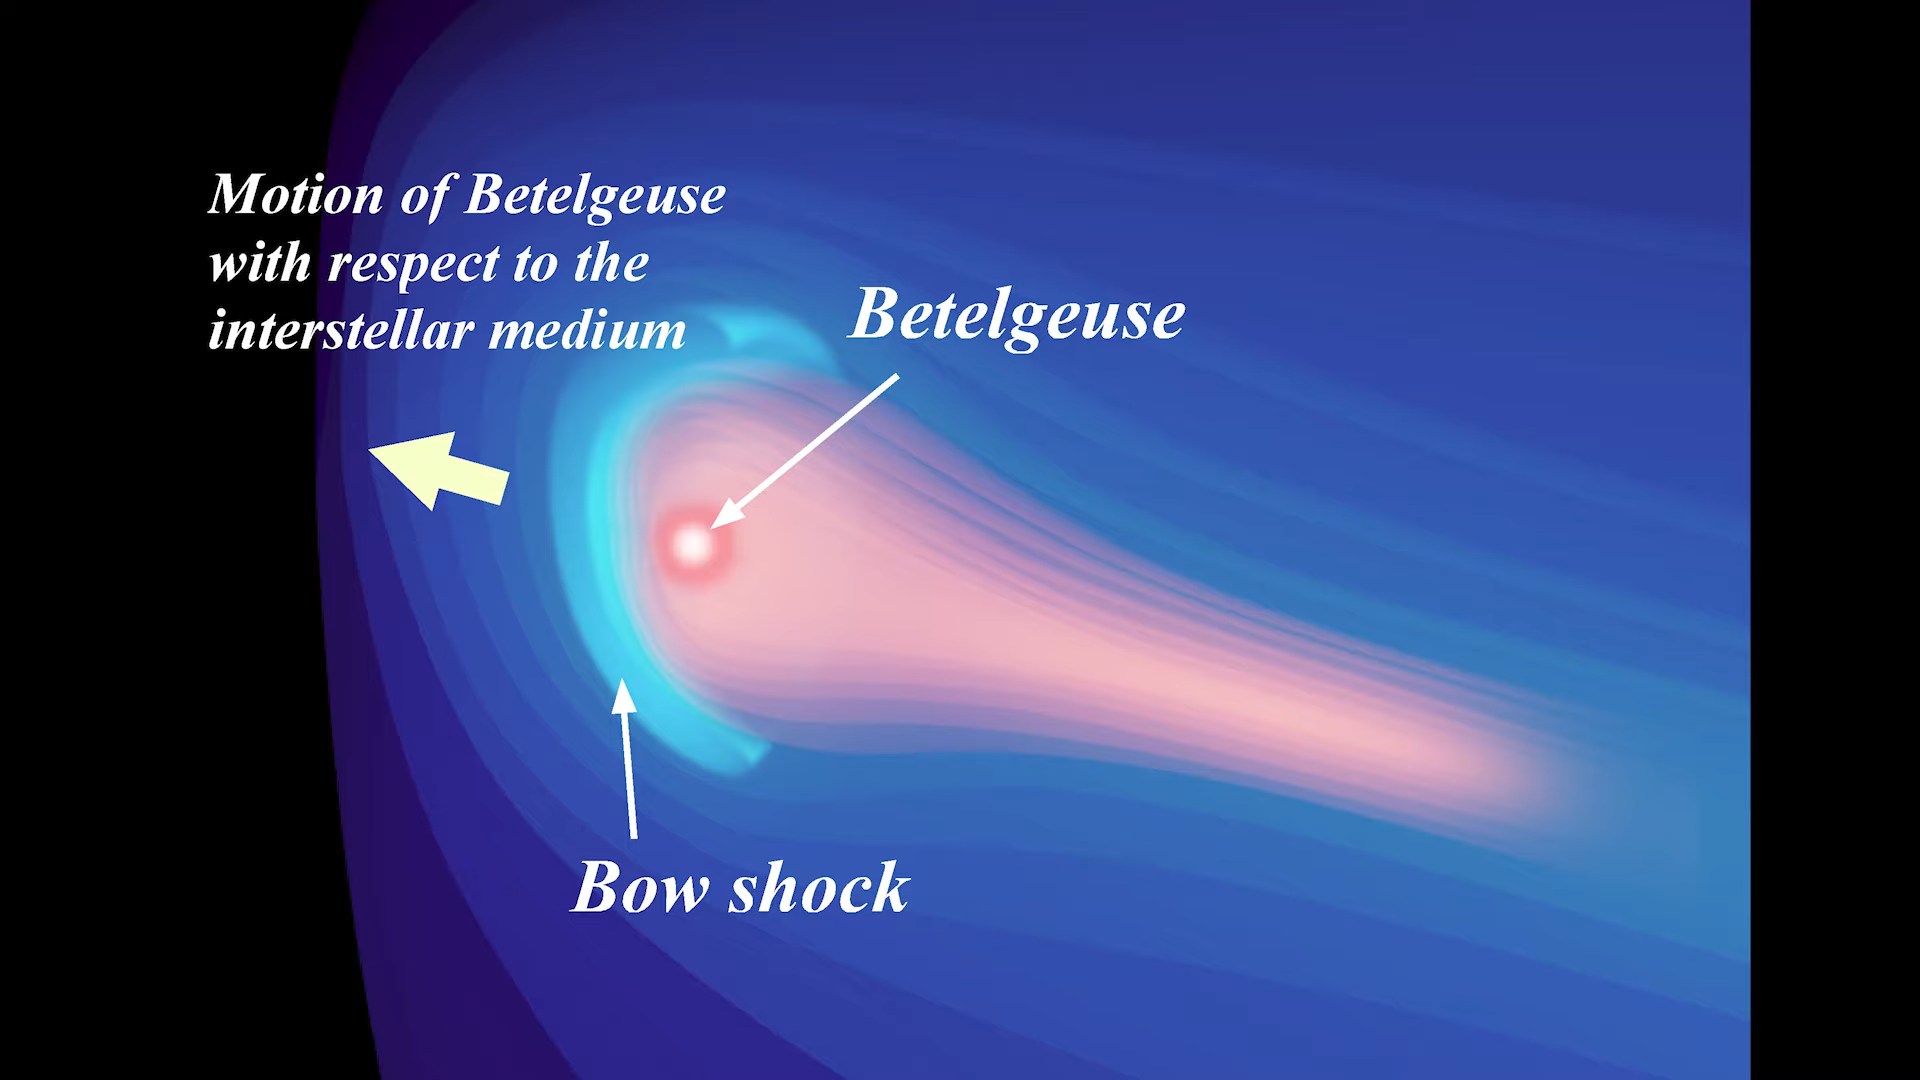 Motion of Betelgeuse
with respect to the
interstellar medium
Betelgeuse
Bow shock